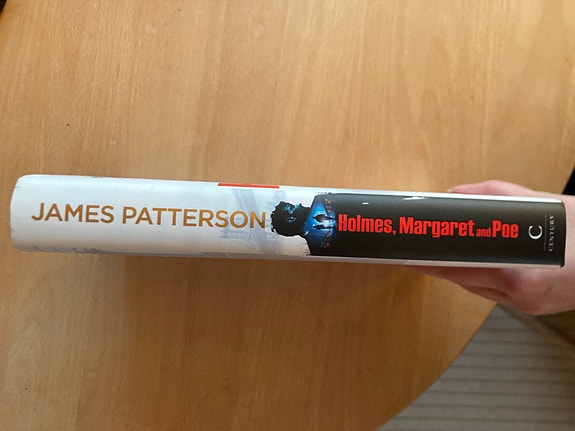 JAMES PATTERSON
Holmes, Margaret and Poe
C
CENTURY